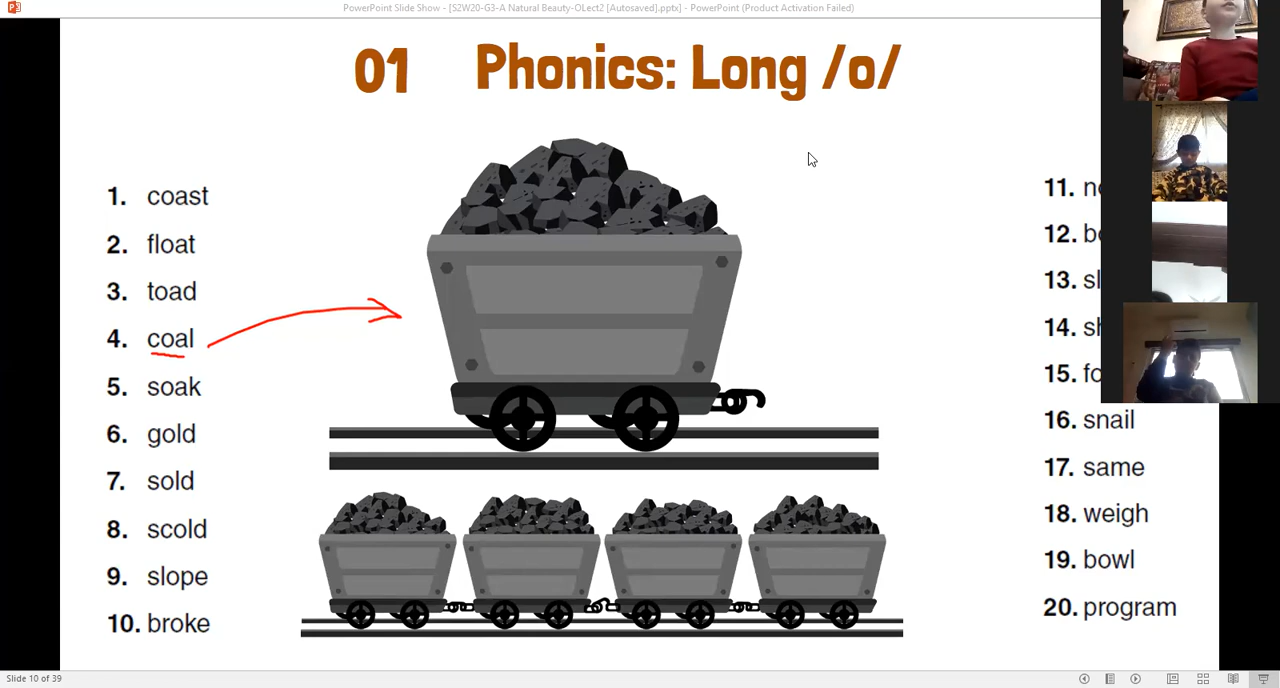 PowerPoint Slide Show - [S2W20-G3-A Natural Beauty-OLect2 [Autosaved].pptx] - PowerPoint (Product Activation Failed)
01 Phonics: Long /o/
1. coast
2. float
3. toad
4. coal
5. soak
6. gold
7. sold
8. scold
9. slope
10. broke
11.
12.
13.
14.
15.
16. snail
17. same
18. weigh
19. bowl
20. program
Slide 10 of 39